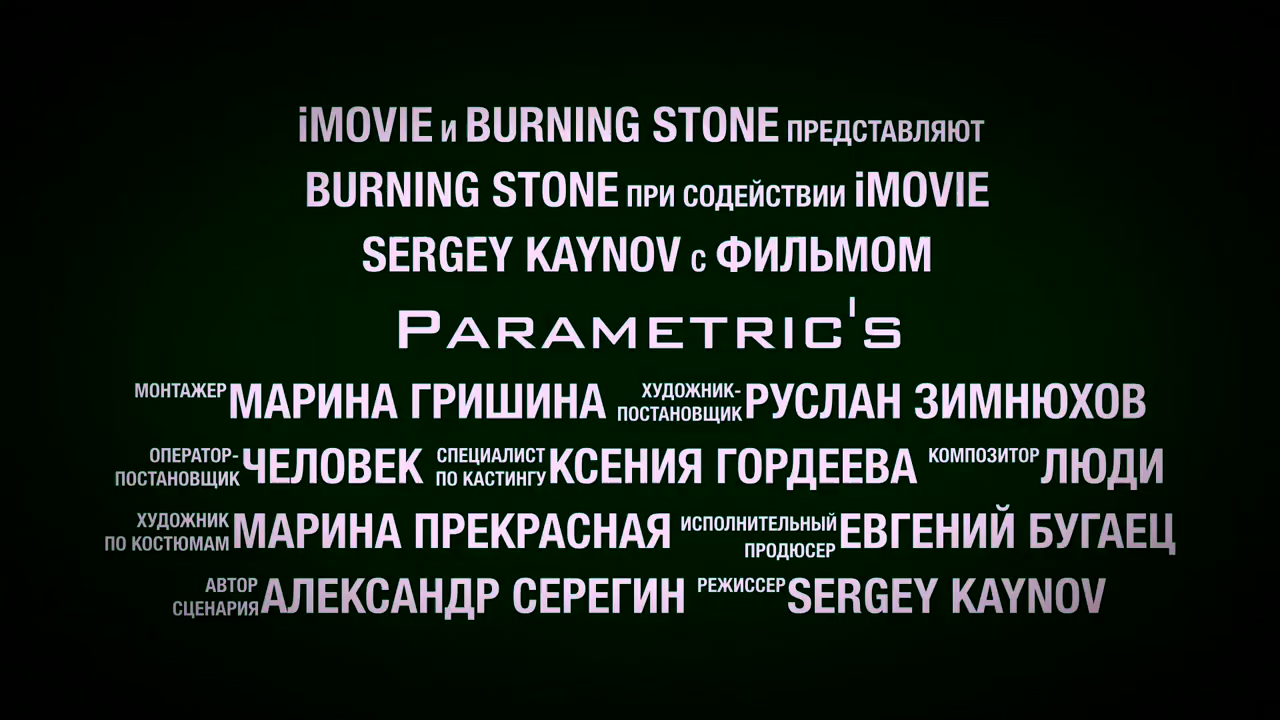 iMOVIE И BURNING STONE ПРЕДСТАВЛЯЮТ
BURNING STONE ПРИ СОДЕЙСТВИИ iMOVIE
SERGEY KAYNOV С ФИЛЬМОМ
PARAMETRIC'S
МОНТАЖЕР МАРИНА ГРИШИНА ХУДОЖНИК-ПОСТАНОВЩИК РУСЛАН ЗИМНЮХОВ
ОПЕРАТОР-ПОСТАНОВЩИК ЧЕЛОВЕК СПЕЦИАЛИСТ ПО КАСТИНГУ КСЕНИЯ ГОРДЕЕВА КОМПОЗИТОР ЛЮДИ
ХУДОЖНИК ПО КОСТЮМАМ МАРИНА ПРЕКРАСНАЯ ИСПОЛНИТЕЛЬНЫЙ ПРОДЮСЕР ЕВГЕНИЙ БУГАЕЦ
АВТОР СЦЕНАРИЯ АЛЕКСАНДР СЕРЕГИН РЕЖИССЕР SERGEY KAYNOV